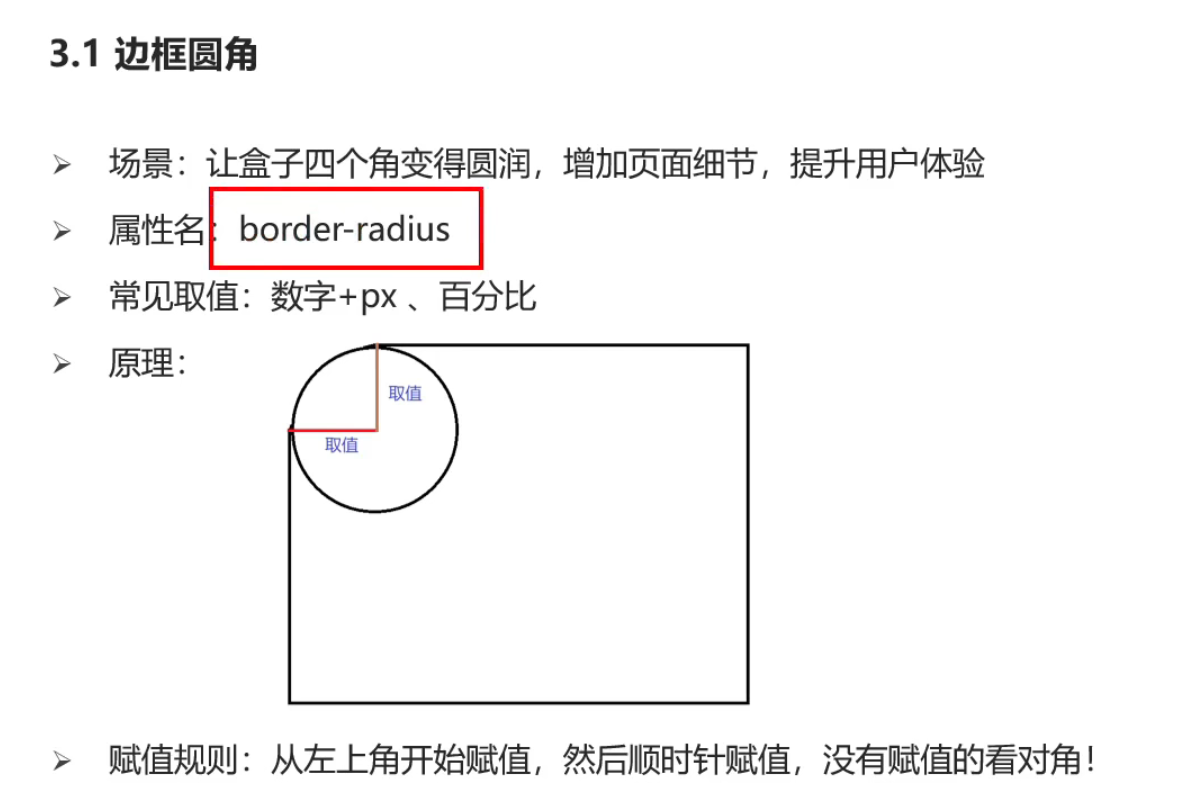 3.1 边框圆角
场景：让盒子四个角变得圆润，增加页面细节，提升用户体验
属性名：border-radius
常见取值：数字+px 、百分比
原理：
取值
取值
赋值规则：从左上角开始赋值，然后顺时针赋值，没有赋值的看对角！